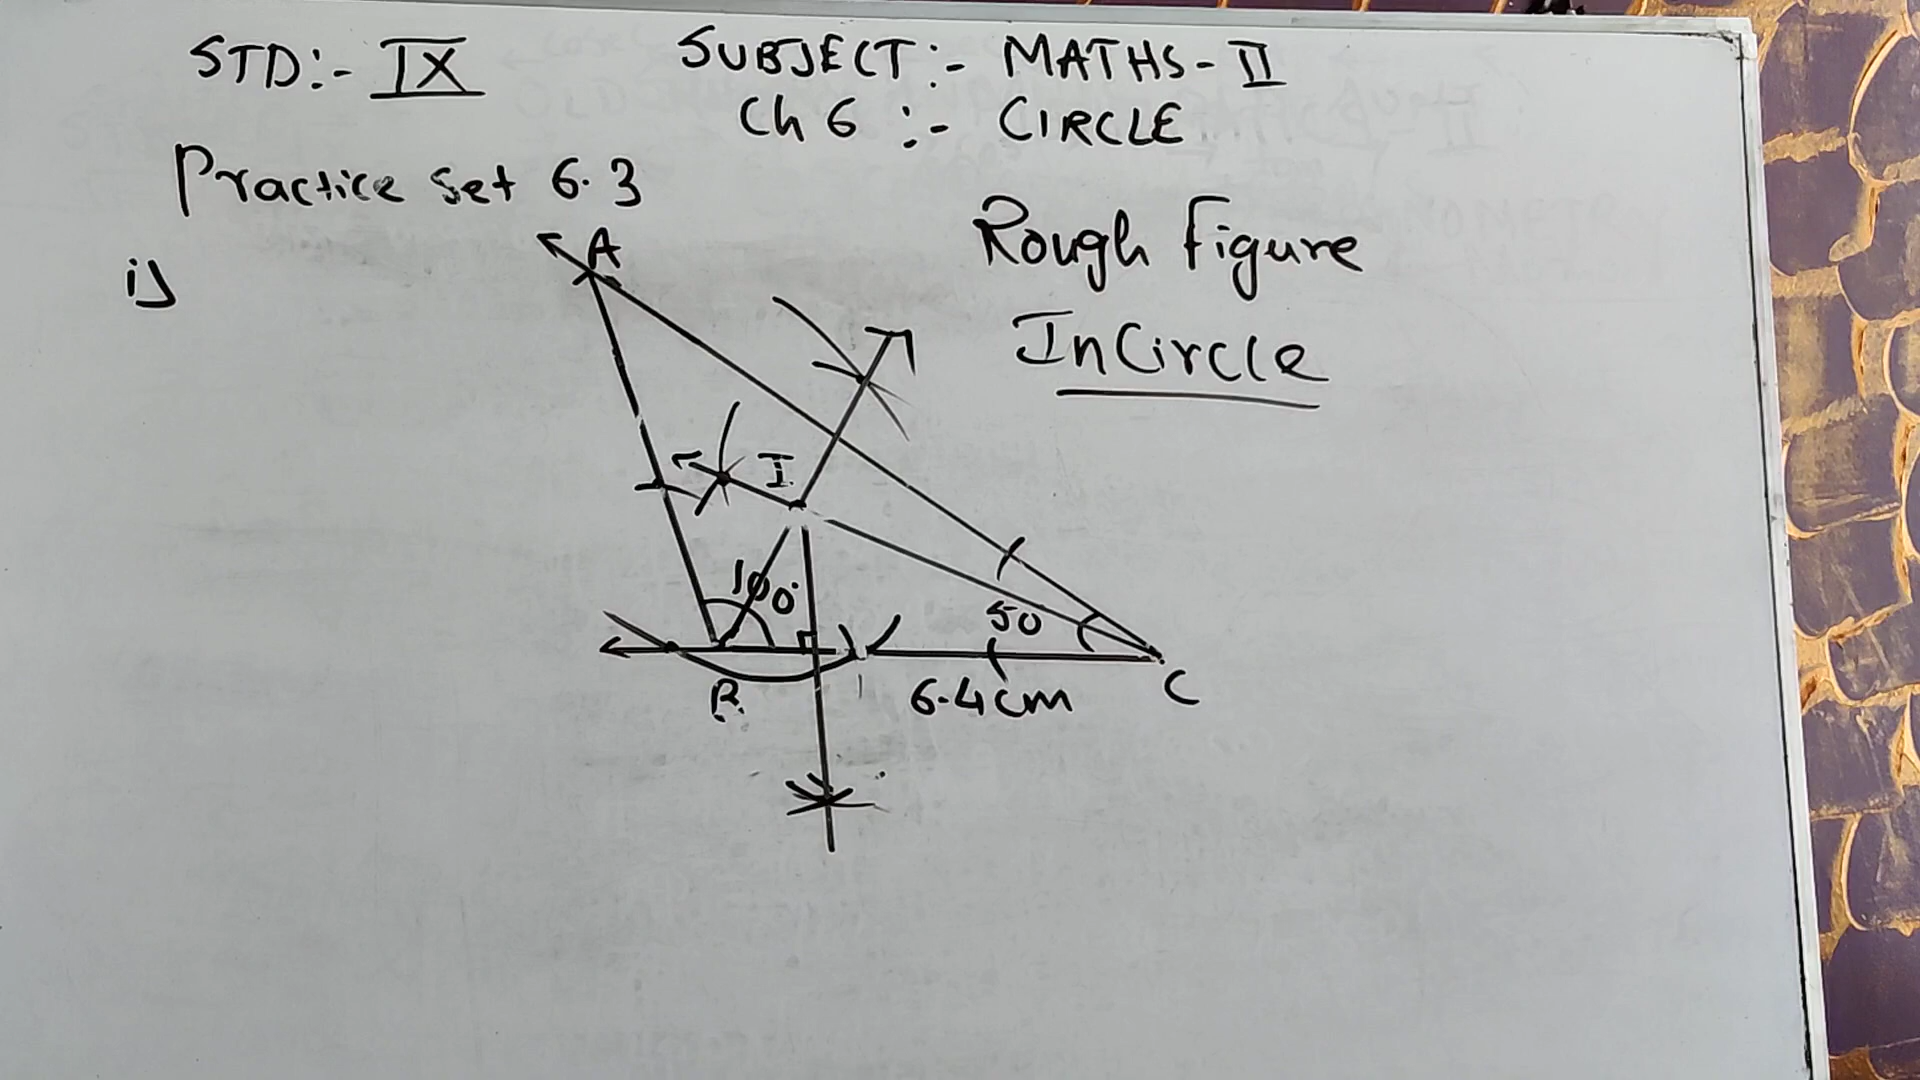 STD:- IX
SUBJECT:- MATHS-II
Ch 6 :- CIRCLE
Practice Set 6.3
i)
Rough Figure
InCircle
A
I
100°
50
B
6.4cm
C